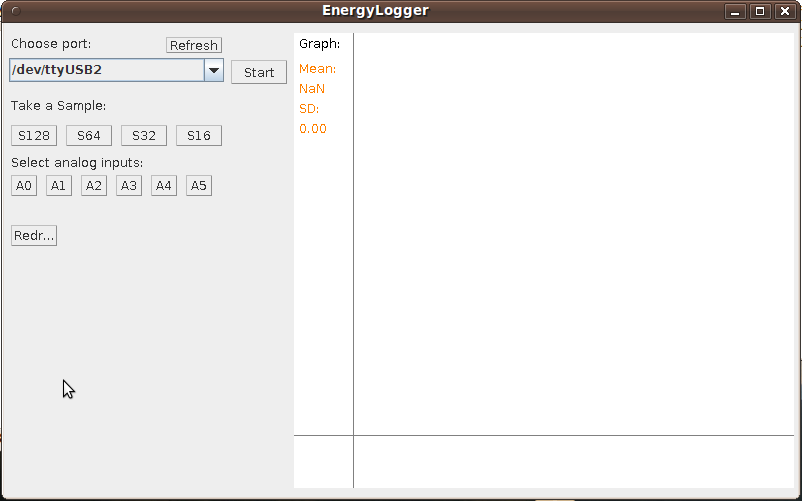 EnergyLogger
Choose port:
Refresh
/dev/ttyUSB2
Start
Take a Sample:
S128 S64 S32 S16
Select analog inputs:
A0 A1 A2 A3 A4 A5
Redr...
Graph:
Mean:
NaN
SD:
0.00